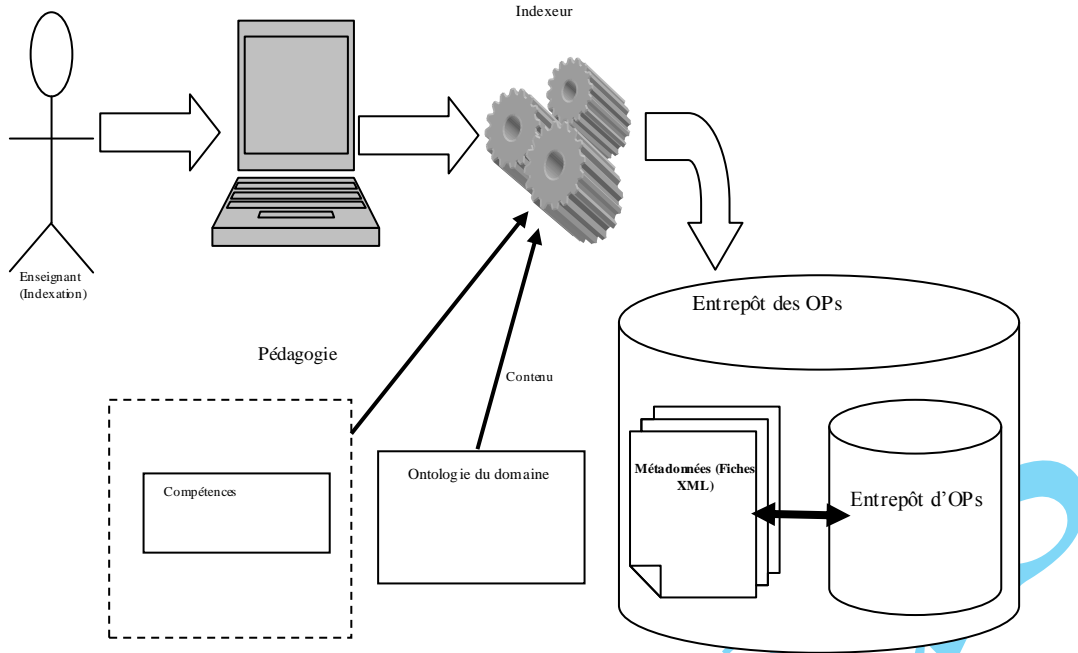 Indexeur
Enseignant
(Indexation)
Entrepôt des OPs
Pédagogie
Contenu
Compétences
Ontologie du domaine
Métadonnées (Fiches
XML)
Entrepôt d’OPs